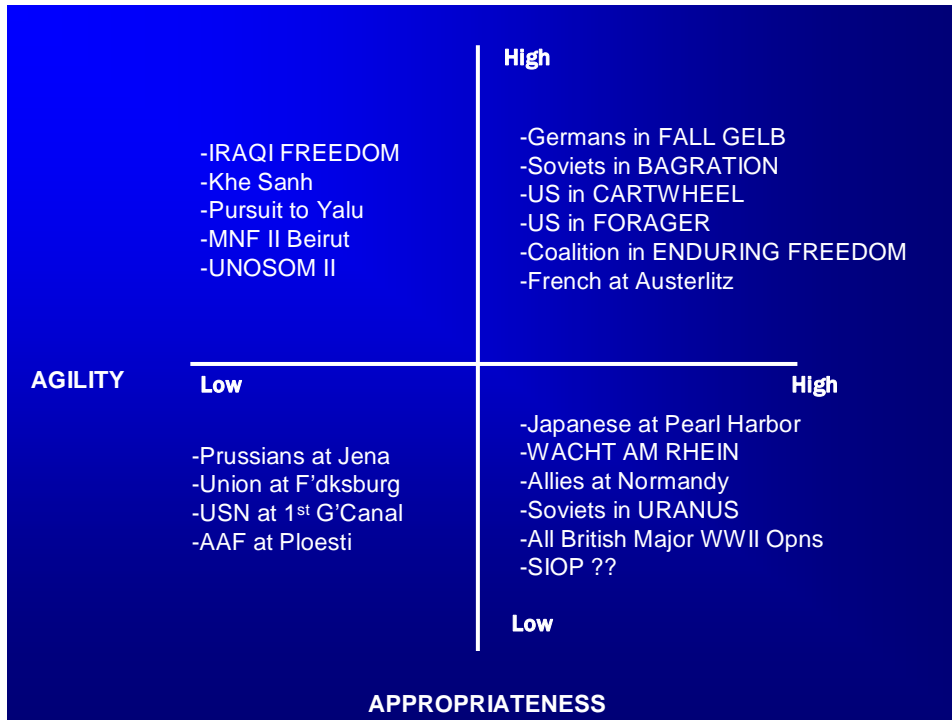 High
-IRAQI FREEDOM
-Khe Sanh
-Pursuit to Yalu
-MNF II Beirut
-UNOSOM II
-Germans in FALL GELB
-Soviets in BAGRATION
-US in CARTWHEEL
-US in FORAGER
-Coalition in ENDURING FREEDOM
-French at Austerlitz
AGILITY
Low
High
-Prussians at Jena
-Union at F'dksburg
-USN at 1st G'Canal
-AAF at Ploesti
-Japanese at Pearl Harbor
-WACHT AM RHEIN
-Allies at Normandy
-Soviets in URANUS
-All British Major WWII Opns
-SIOP ??
Low
APPROPRIATENESS